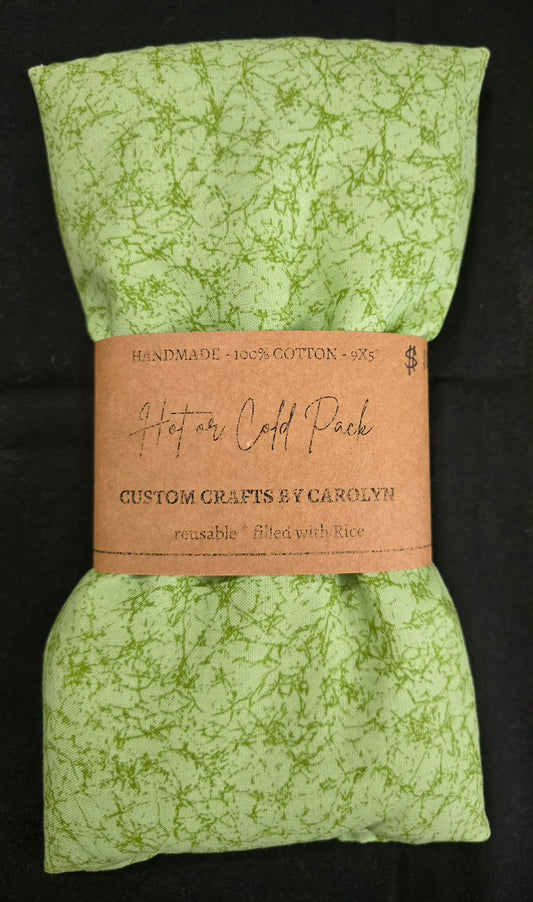 HANDMADE - 100% COTTON - 9X5" $
Hot or Cold Pack
CUSTOM CRAFTS BY CAROLYN
reusable * filled with Rice